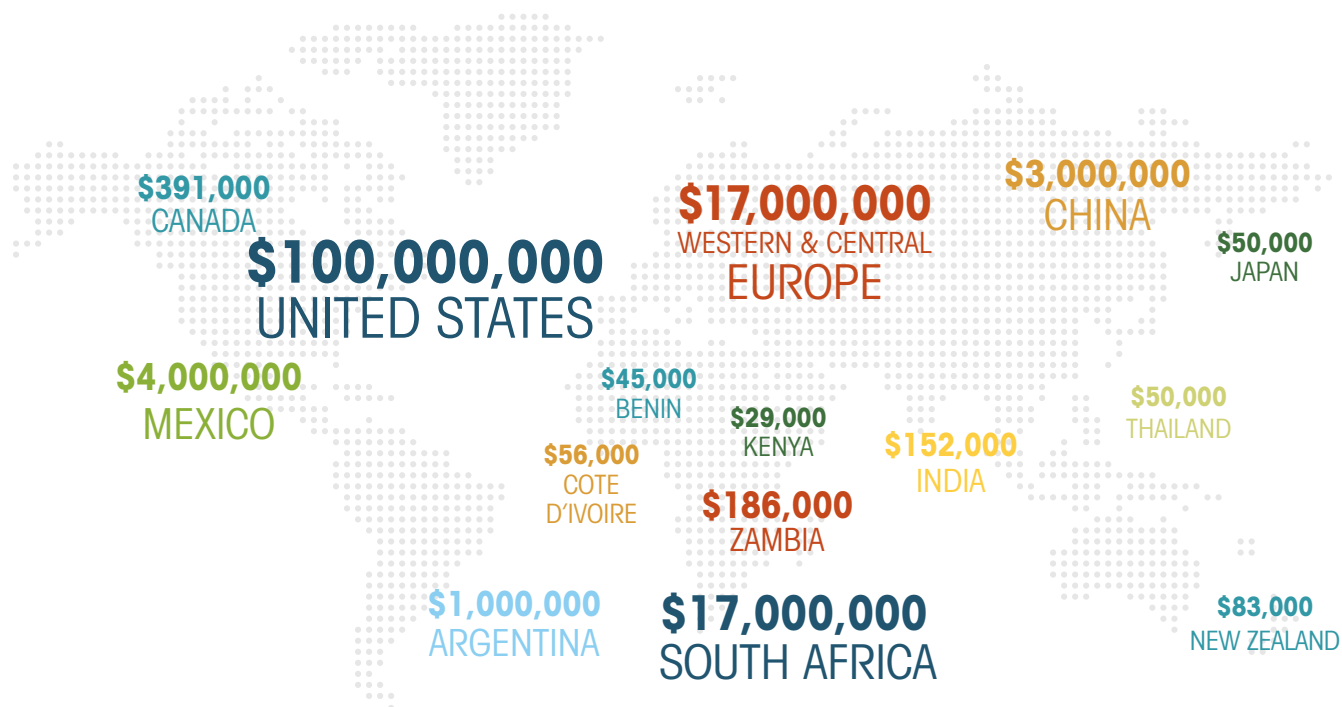 $391,000
CANADA
$100,000,000
UNITED STATES
$4,000,000
MEXICO
$17,000,000
WESTERN & CENTRAL
EUROPE
$3,000,000
CHINA
$50,000
JAPAN
$45,000
BENIN
$29,000
KENYA
$56,000
COTE
D'IVOIRE
$152,000
INDIA
$50,000
THAILAND
$186,000
ZAMBIA
$1,000,000
ARGENTINA
$17,000,000
SOUTH AFRICA
$83,000
NEW ZEALAND